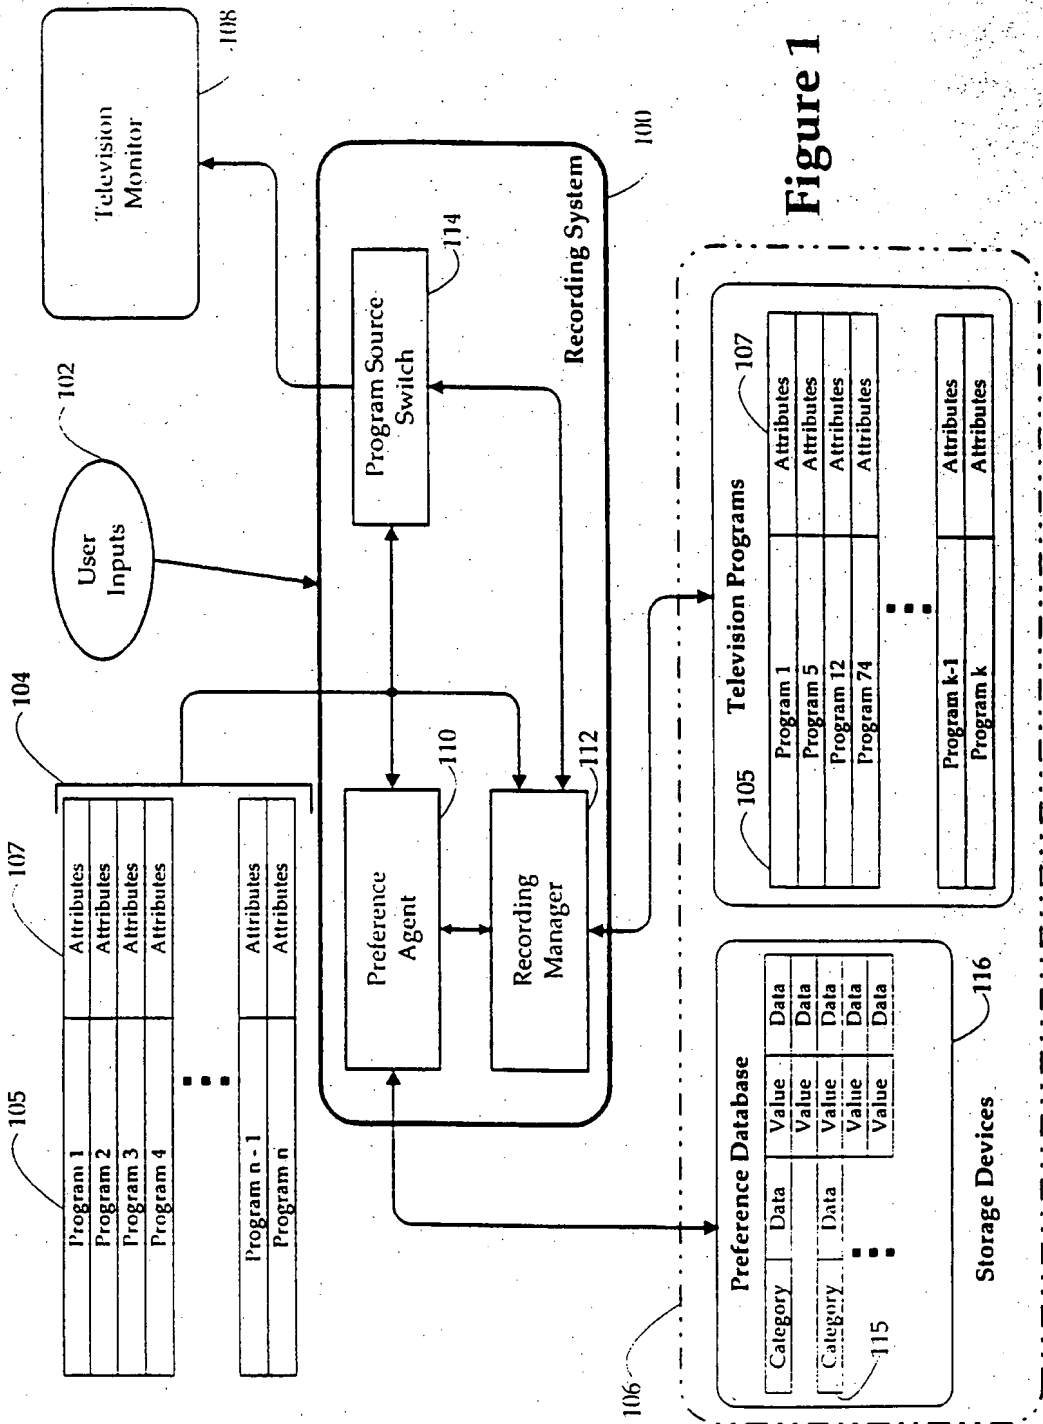 105
107
104
Program 1 Attributes
Program 2 Attributes
Program 3 Attributes
Program 4 Attributes
Program n - 1 Attributes
Program n Attributes
User
Inputs
102
Television
Monitor
108
Preference
Agent
110
Recording
Manager
112
Program Source
Switch
114
Recording System
100
106
Preference Database
Category Data Value Data
Value Data
Category Data Value Data
Value Data
Value Data
115
116
Storage Devices
Television Programs
105
107
Program 1 Attributes
Program 5 Attributes
Program 12 Attributes
Program 74 Attributes
Program k-1 Attributes
Program k Attributes
Figure 1